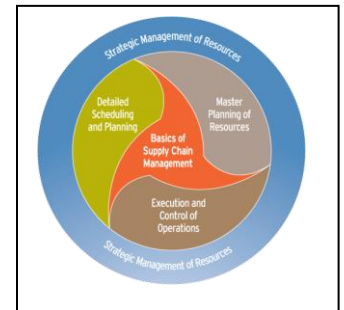 Strategic Management of Resources
Detailed
Scheduling
and Planning
Master
Planning of
Resources
Basics of
Supply Chain
Management
Execution and
Control of
Operations
Strategic Management of Resources